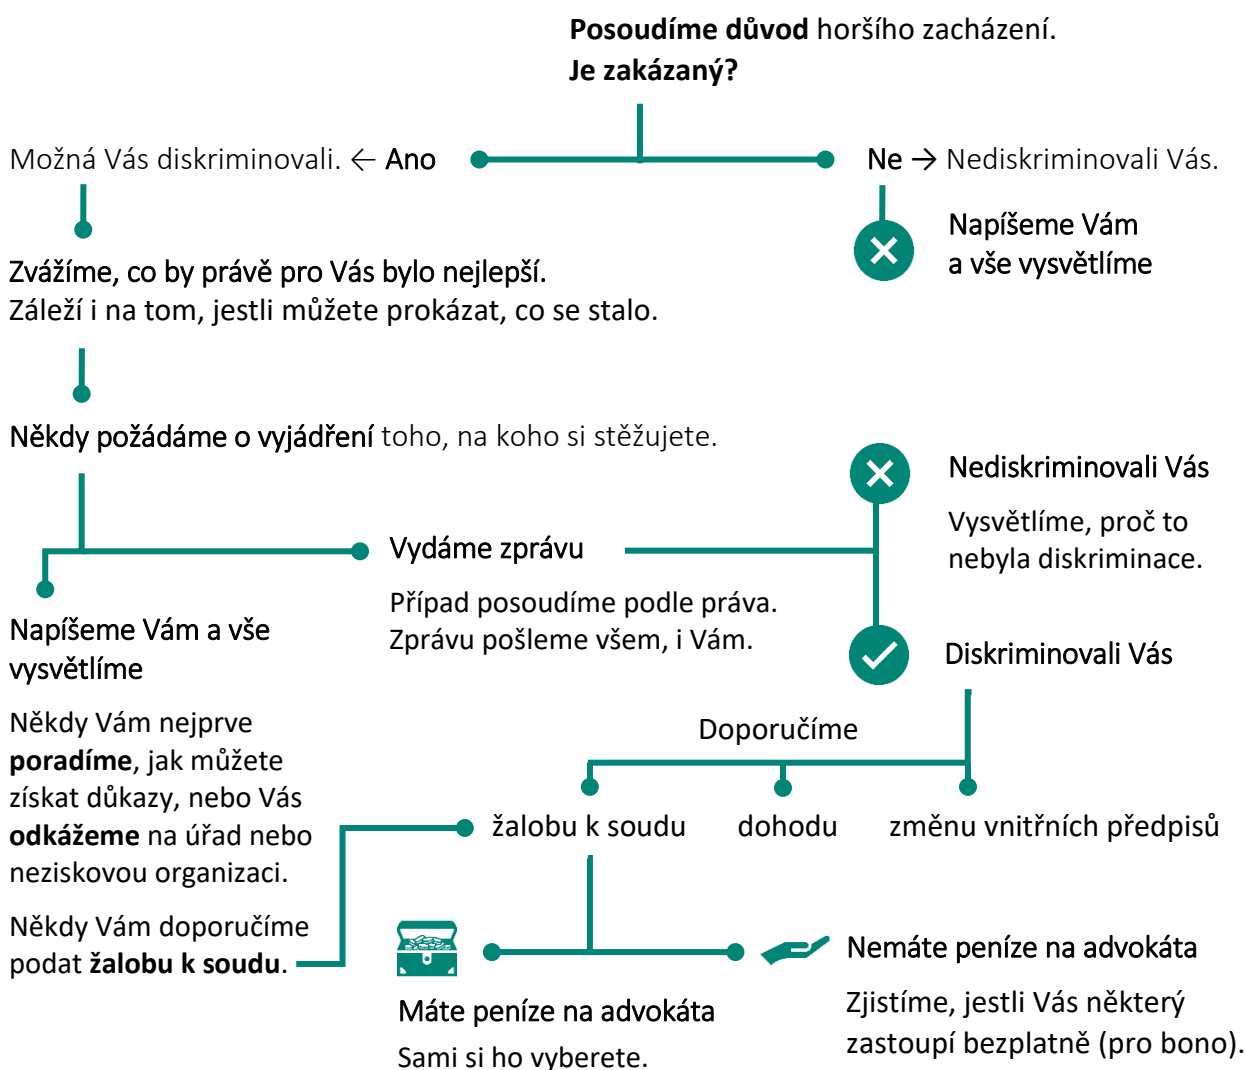 Posoudíme důvod horšího zacházení.
Je zakázaný?
Možná Vás diskriminovali. ← Ano
Ne → Nediskriminovali Vás.
Napíšeme Vám
a vše vysvětlíme
Zvážíme, co by právě pro Vás bylo nejlepší.
Záleží i na tom, jestli můžete prokázat, co se stalo.
Někdy požádáme o vyjádření toho, na koho si stěžujete.
Nediskriminovali Vás
Vysvětlíme, proč to
nebyla diskriminace.
Vydáme zprávu
Případ posoudíme podle práva.
Zprávu pošleme všem, i Vám.
Napíšeme Vám a vše
vysvětlíme
Někdy Vám nejprve
poradíme, jak můžete
získat důkazy, nebo Vás
odkážeme na úřad nebo
neziskovou organizaci.
Někdy Vám doporučíme
podat žalobu k soudu.
Diskriminovali Vás
Doporučíme
žalobu k soudu
dohodu
změnu vnitřních předpisů
Máte peníze na advokáta
Sami si ho vyberete.
Nemáte peníze na advokáta
Zjistíme, jestli Vás některý
zastoupí bezplatně (pro bono).